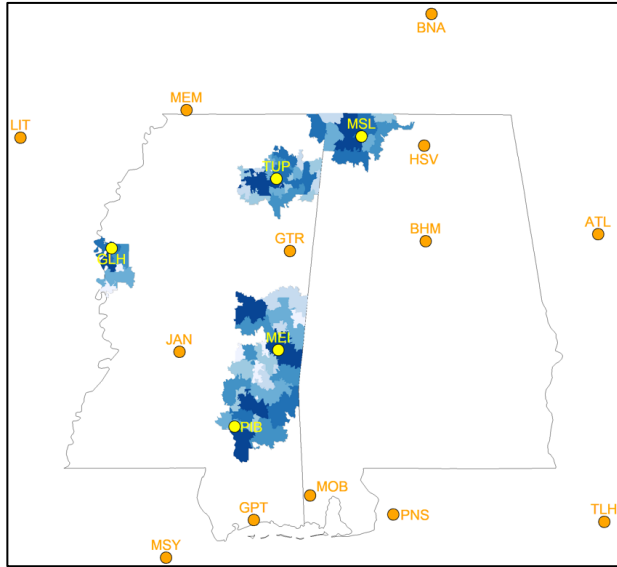 BNA
MEM
LIT
MSL
HSV
TUP
ATL
BHM
GTR
GLH
JAN
MEI
PIB
MOB
GPT
PNS
TLH
MSY